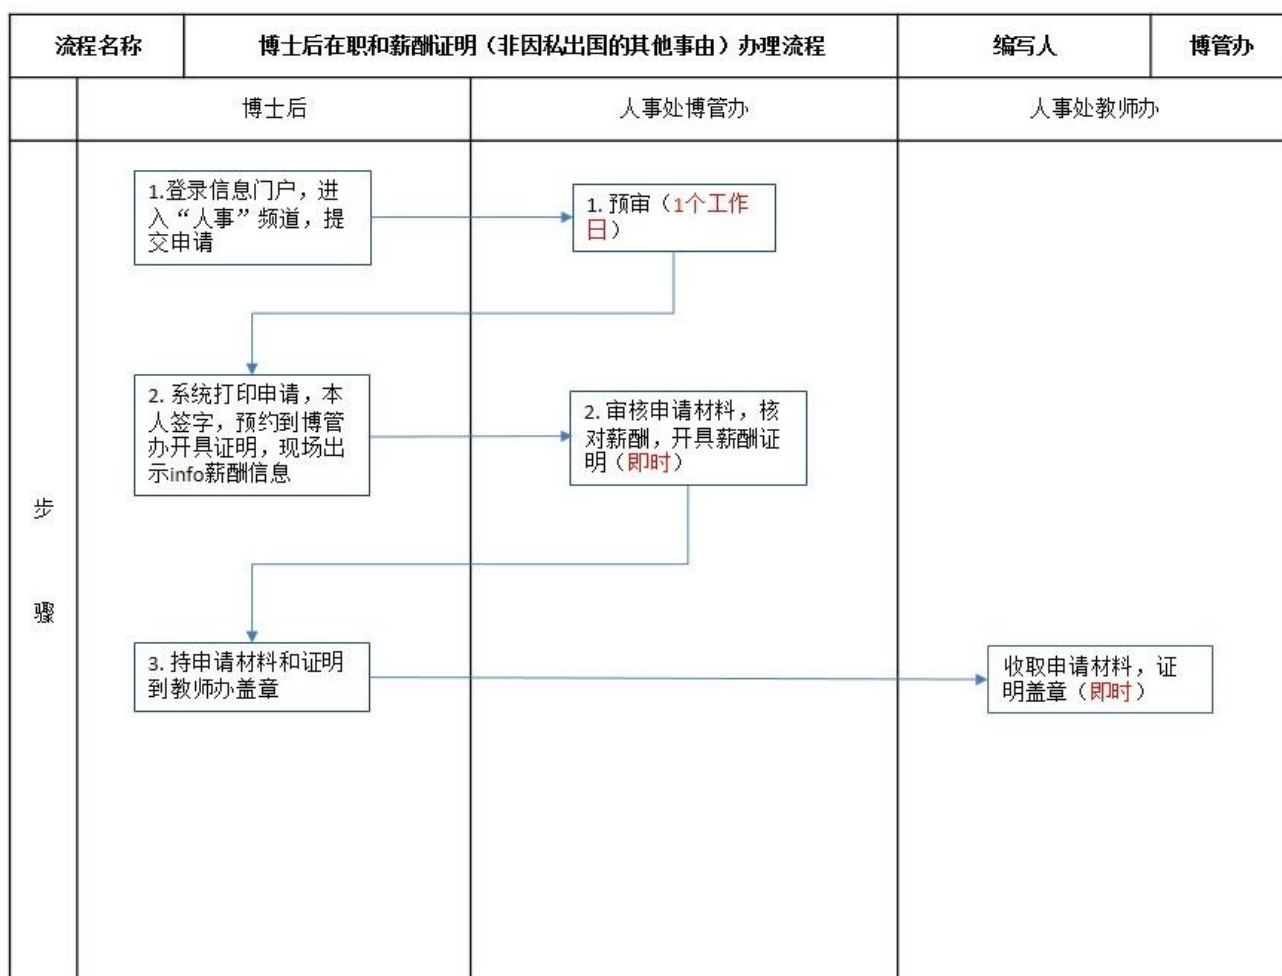 流程名称
博士后在职和薪酬证明（非因私出国的其他事由）办理流程
编写人
博管办
博士后
人事处博管办
人事处教师办
步
骤
1.登录信息门户，进
入“人事”频道，提
交申请
1. 预审（1个工作
日）
2. 系统打印申请，本
人签字，预约到博管
办开具证明，现场出
示info薪酬信息
2. 审核申请材料，核
对薪酬，开具薪酬证
明（即时）
3. 持申请材料和证明
到教师办盖章
收取申请材料，证
明盖章（即时）